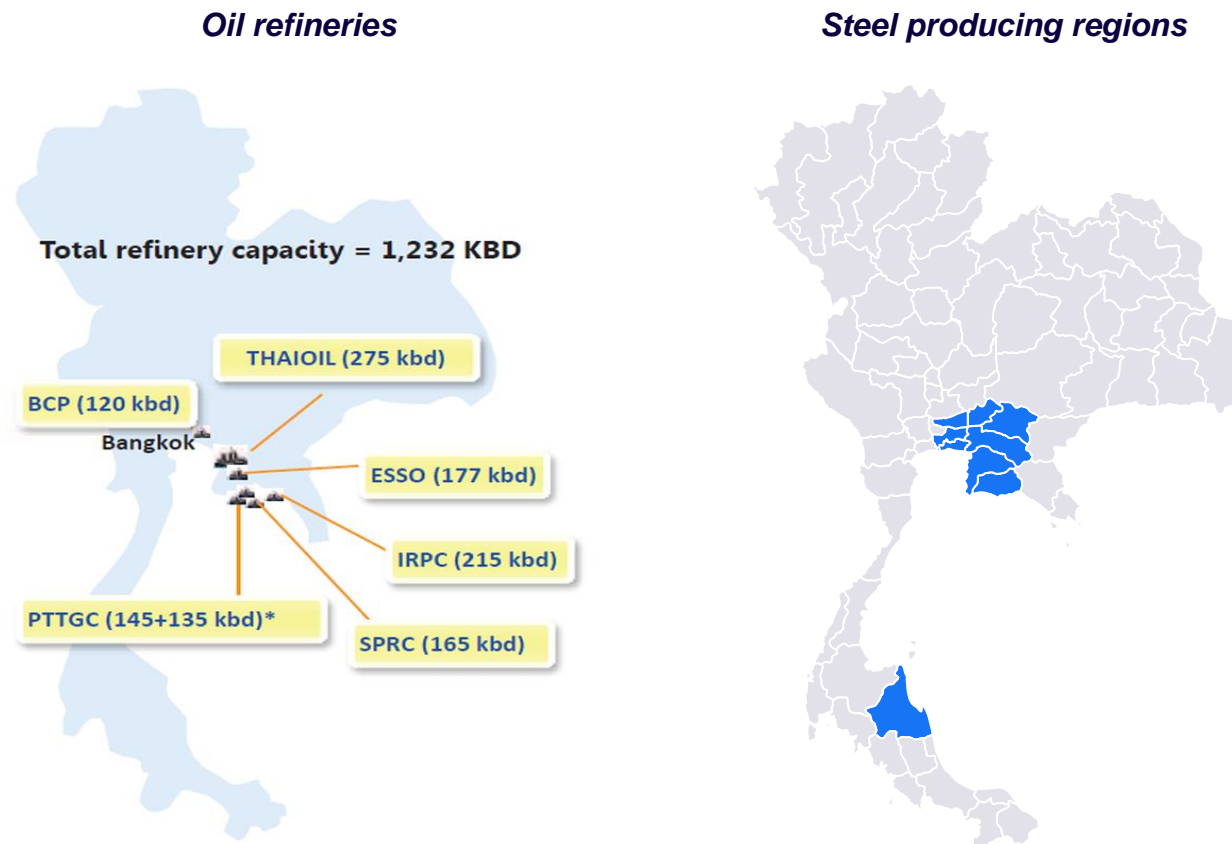 Oil refineries
Steel producing regions
Total refinery capacity = 1,232 KBD
THAIOIL (275 kbd)
BCP (120 kbd)
Bangkok
ESSO (177 kbd)
IRPC (215 kbd)
PTTGC (145+135 kbd)*
SPRC (165 kbd)